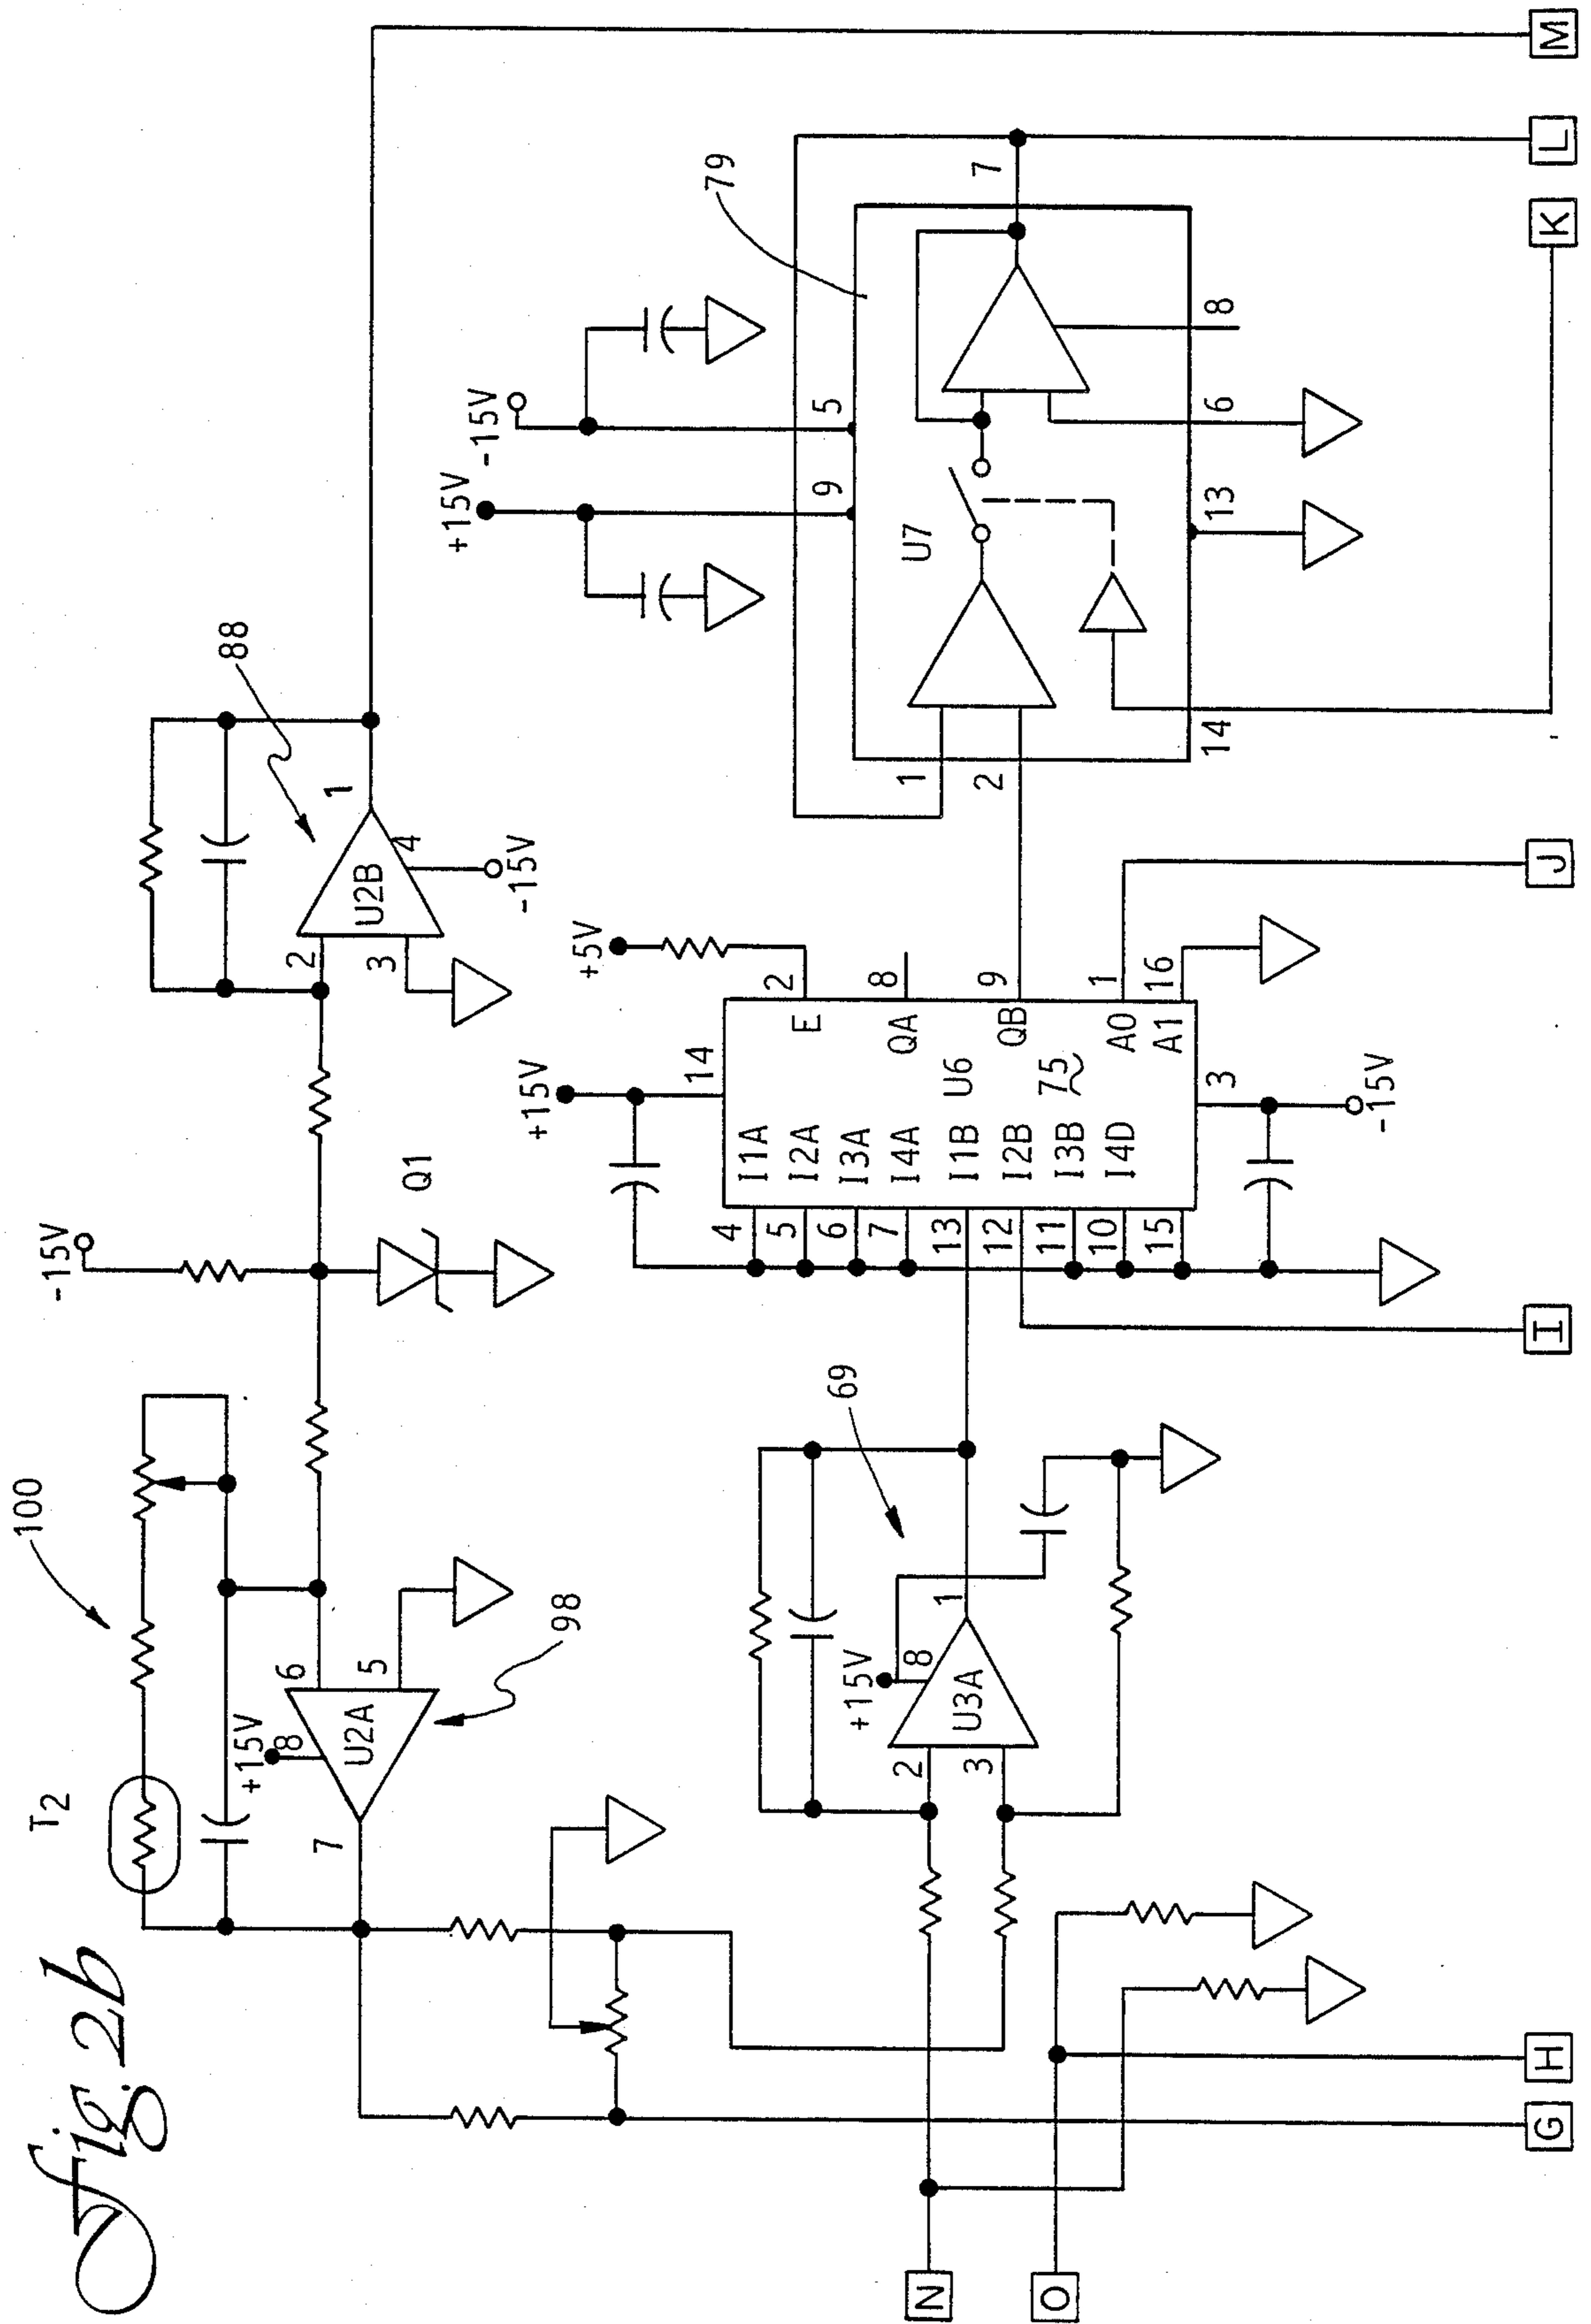 Fig. 2b
100
T2
-15V
+15V
8
6
5
7
U2A
98
Q1
88
2
3
1
4
U2B
-15V
+15V
8
2
3
1
U3A
69
+15V
14
+5V
4 I1A
5 I2A
6 I3A
7 I4A
13 I1B
12 I2B
11 I3B
10 I4D
15
E 2
QA 8
U6
QB 9
75
A0 1
A1 16
3
-15V
+15V
-15V
9
5
79
1
2
U7
7
14
13
6
8
N
O
G
H
I
J
K
L
M